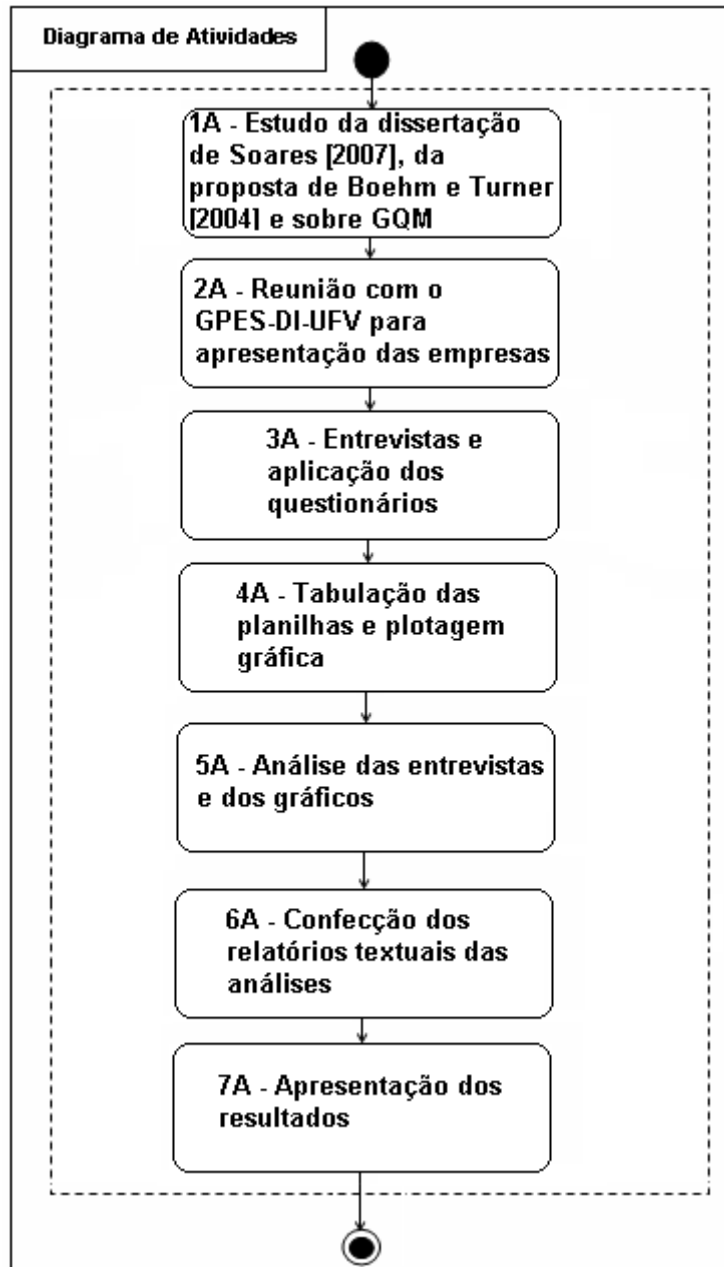 Diagrama de Atividades
1A - Estudo da dissertação
de Soares [2007], da
proposta de Boehm e Turner
[2004] e sobre GQM
2A - Reunião com o
GPES-DI-UFV para
apresentação das empresas
3A - Entrevistas e
aplicação dos
questionários
4A - Tabulação das
planilhas e plotagem
gráfica
5A - Análise das entrevistas
e dos gráficos
6A - Confecção dos
relatórios textuais das
análises
7A - Apresentação dos
resultados